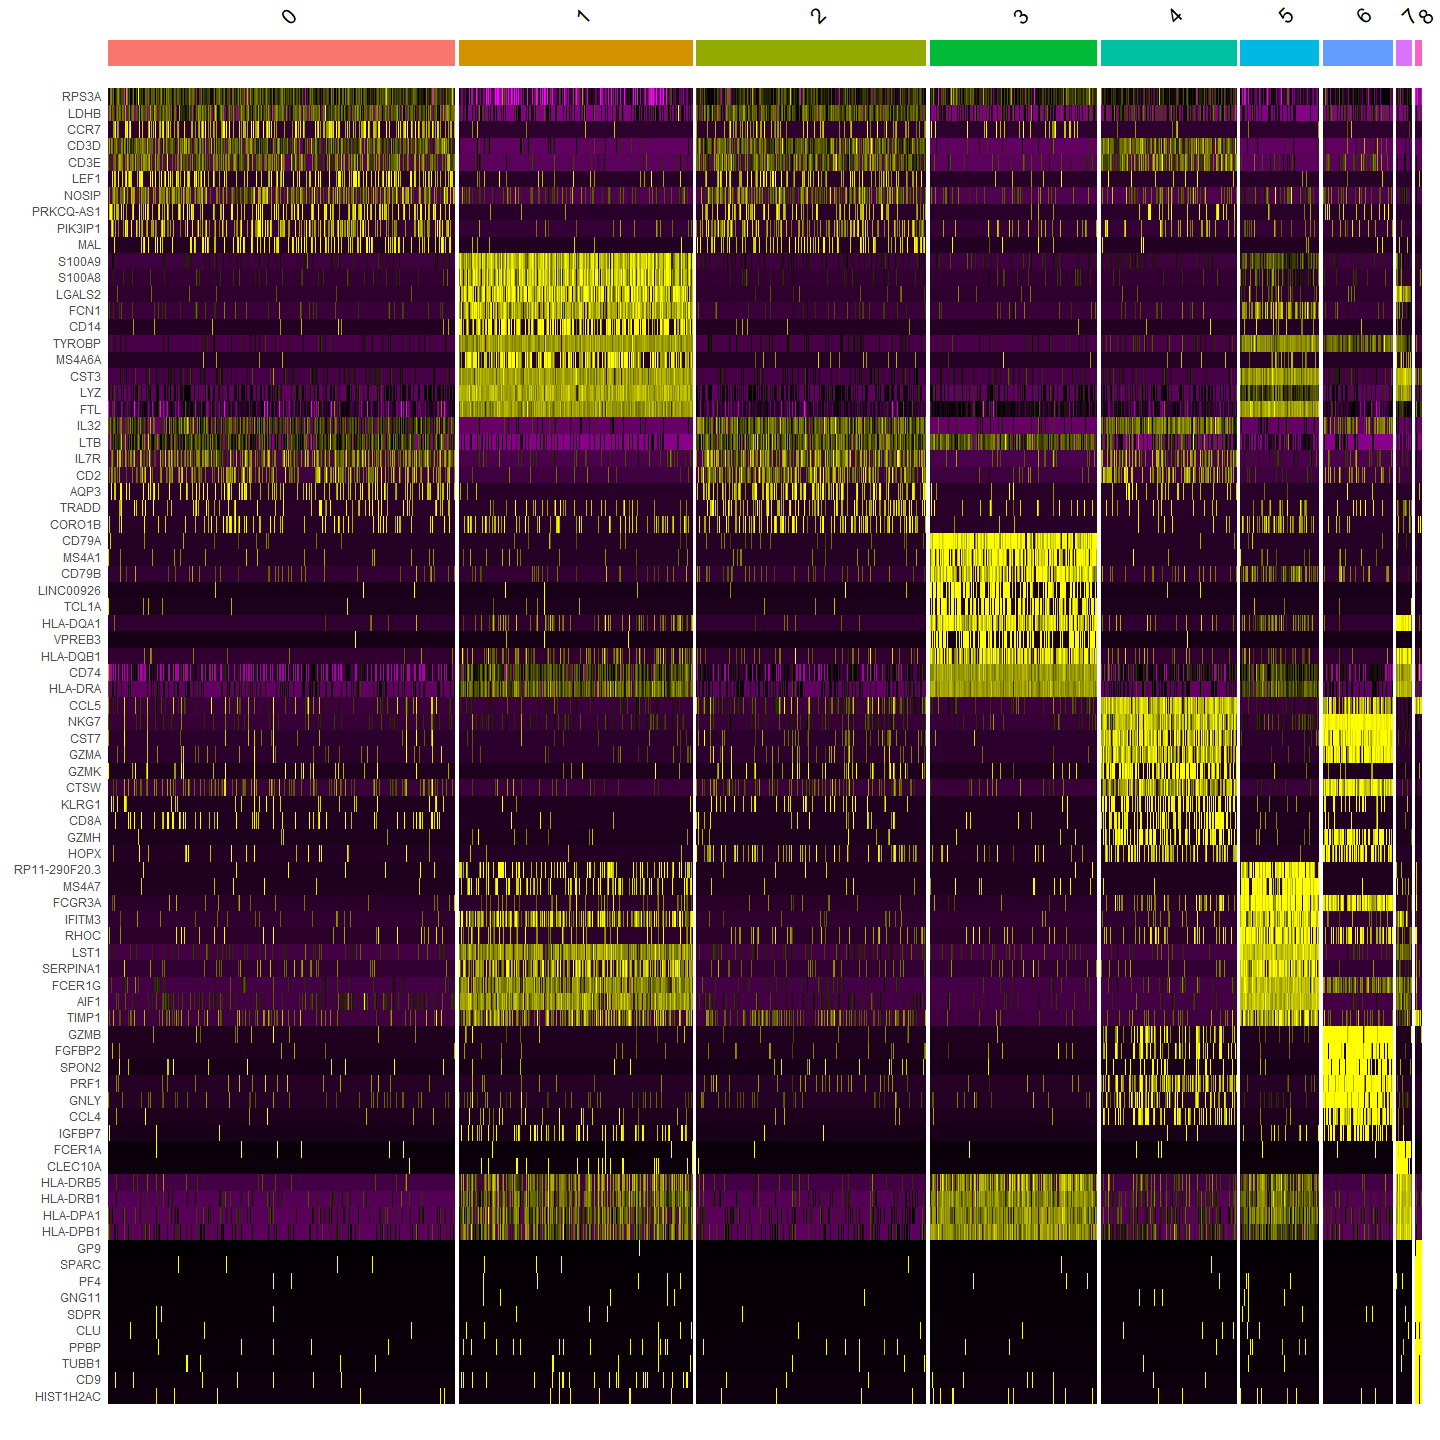 0 1 2 3 4 5 6 7 8
RPS3A
LDHB
CCR7
CD3D
CD3E
LEF1
NOSIP
PRKCQ-AS1
PIK3IP1
MAL
S100A9
S100A8
LGALS2
FCN1
CD14
TYROBP
MS4A6A
CST3
LYZ
FTL
IL32
LTB
IL7R
CD2
AQP3
TRADD
CORO1B
CD79A
MS4A1
CD79B
LINC00926
TCL1A
HLA-DQA1
VPREB3
HLA-DQB1
CD74
HLA-DRA
CCL5
NKG7
CST7
GZMA
GZMK
CTSW
KLRG1
CD8A
GZMH
HOPX
RP11-290F20.3
MS4A7
FCGR3A
IFITM3
RHOC
LST1
SERPINA1
FCER1G
AIF1
TIMP1
GZMB
FGFBP2
SPON2
PRF1
GNLY
CCL4
IGFBP7
FCER1A
CLEC10A
HLA-DRB5
HLA-DRB1
HLA-DPA1
HLA-DPB1
GP9
SPARC
PF4
GNG11
SDPR
CLU
PPBP
TUBB1
CD9
HIST1H2AC